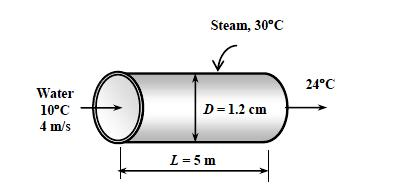 Steam, 30°C
24°C
Water
10°C
4 m/s
D = 1.2 cm
L = 5 m